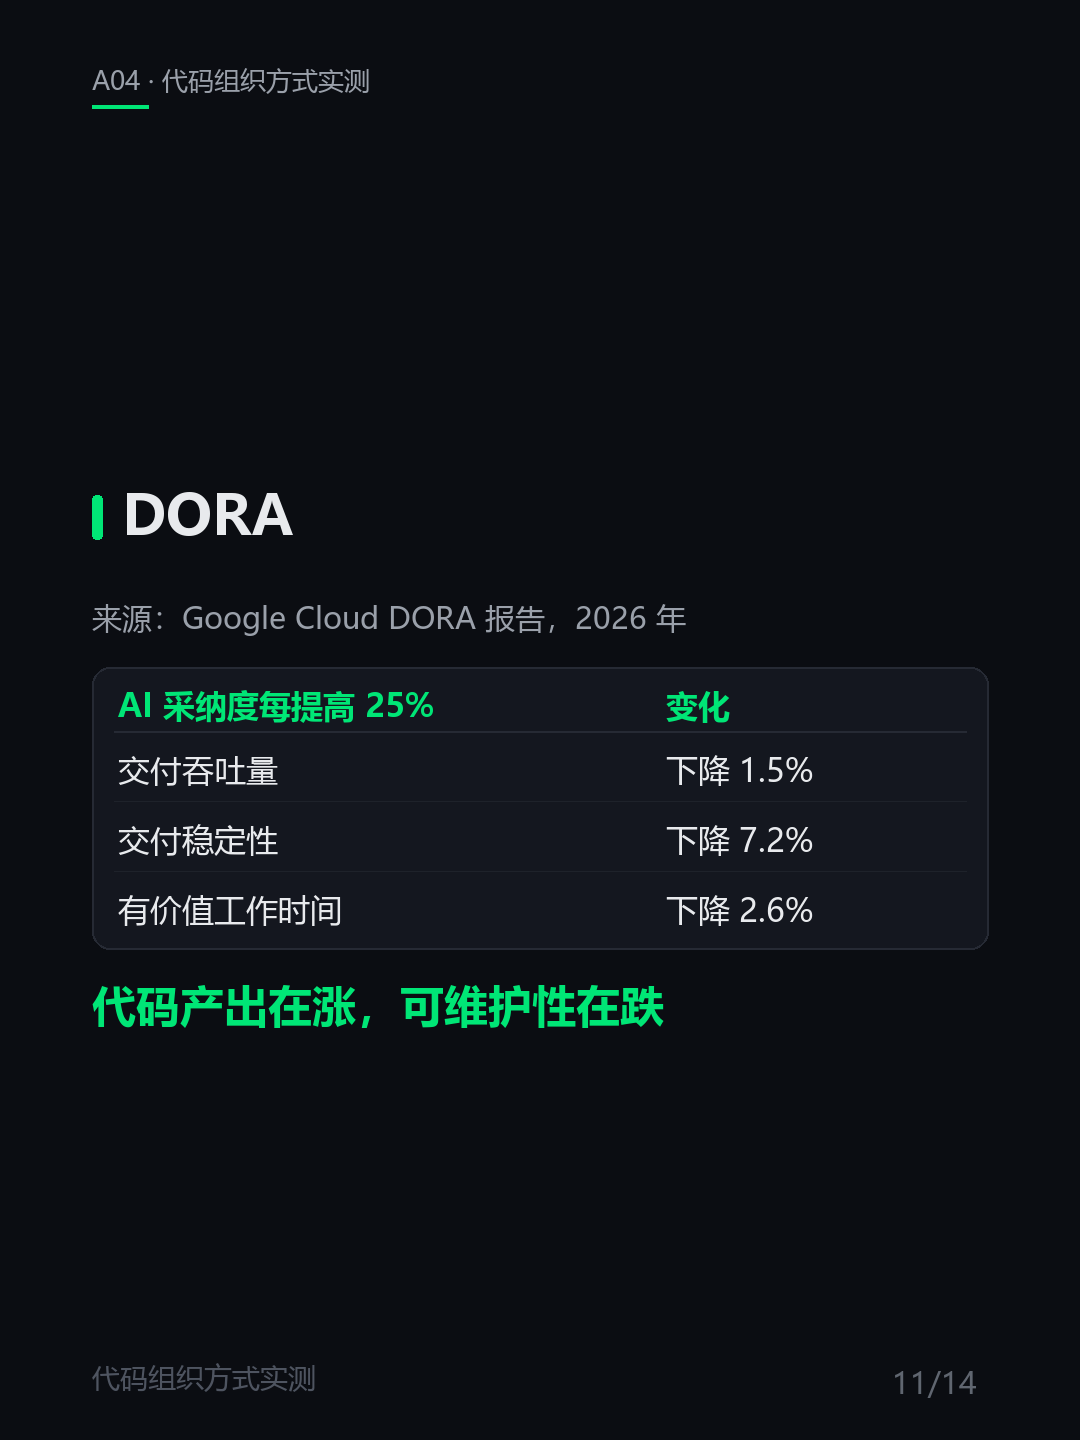 A04 · 代码组织方式实测
DORA
来源：Google Cloud DORA 报告，2026 年
AI 采纳度每提高 25% 变化
交付吞吐量 下降 1.5%
交付稳定性 下降 7.2%
有价值工作时间 下降 2.6%
代码产出在涨，可维护性在跌
代码组织方式实测 11/14